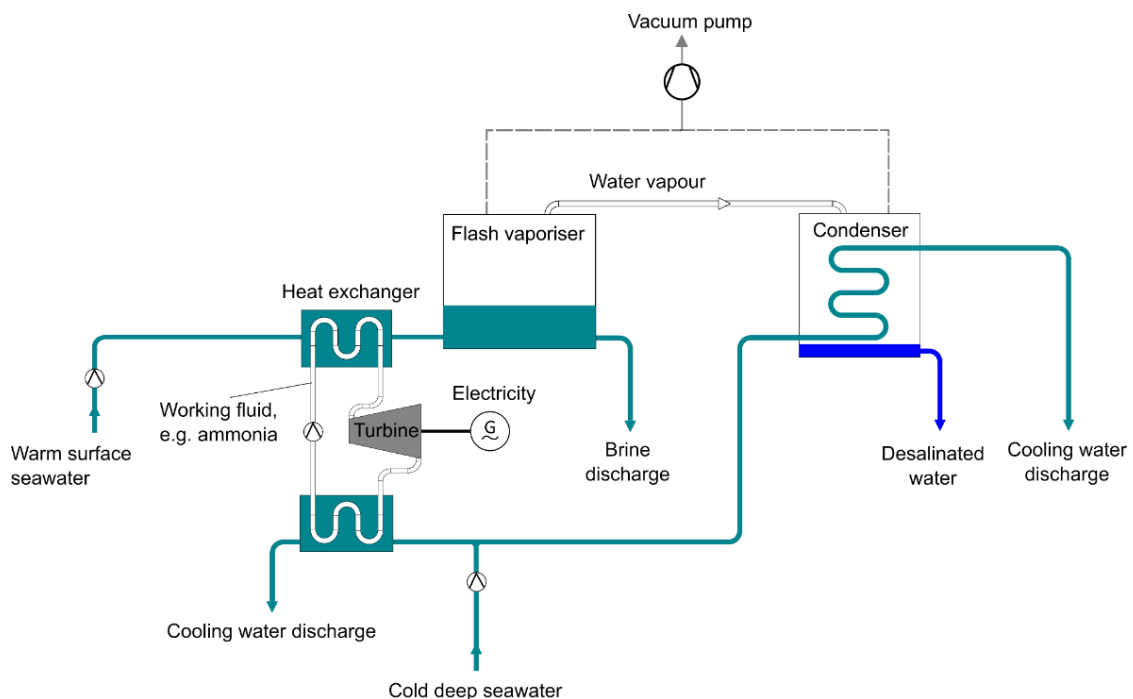 Vacuum pump
Water vapour
Flash vaporiser
Condenser
Heat exchanger
Working fluid,
e.g. ammonia
Electricity
G
Turbine
Warm surface
seawater
Brine
discharge
Desalinated
water
Cooling water
discharge
Cooling water discharge
Cold deep seawater